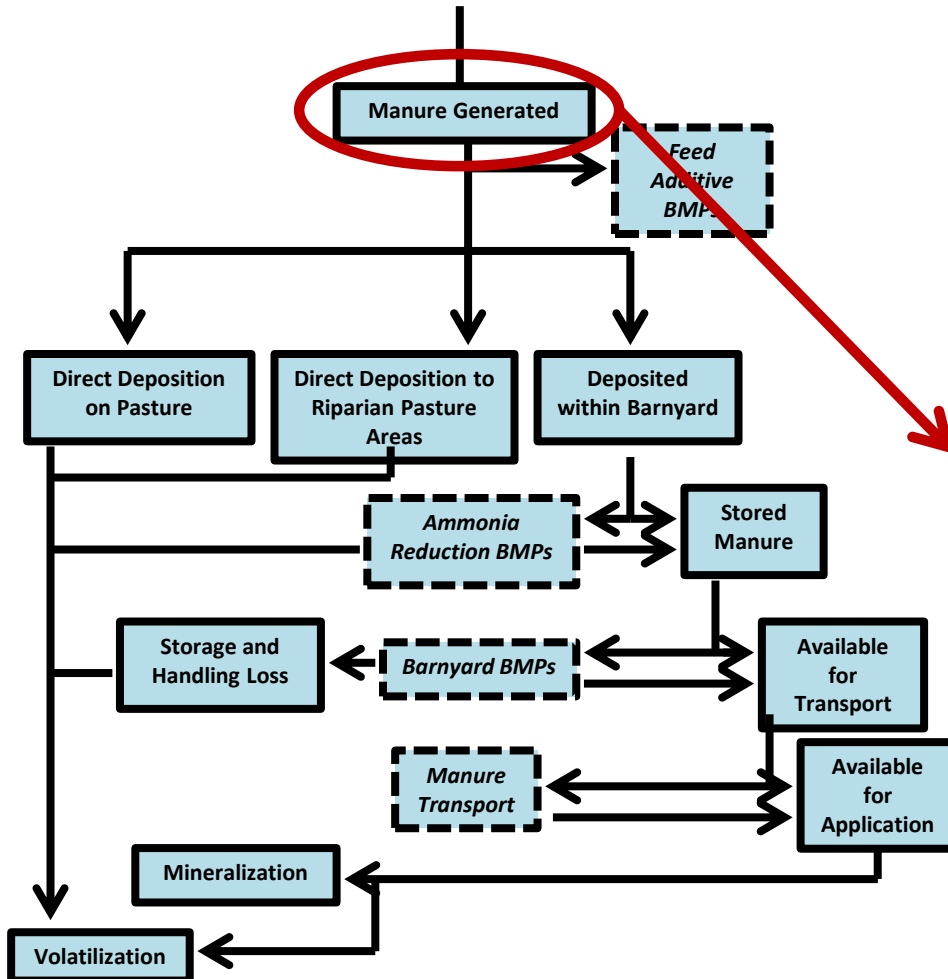 Manure Generated
Feed
Additive
BMPs
Direct Deposition
on Pasture
Direct Deposition to
Riparian Pasture
Areas
Deposited
within Barnyard
Ammonia
Reduction BMPs
Stored
Manure
Storage and
Handling Loss
Barnyard BMPs
Available
for
Transport
Manure
Transport
Available
for
Application
Mineralization
Volatilization